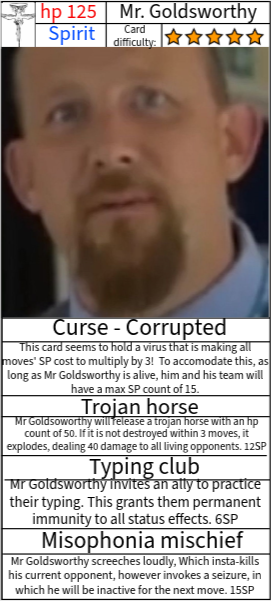 hp 125 Mr. Goldsworthy
Spirit Card
difficulty:
Curse - Corrupted
This card seems to hold a virus that is making all
moves' SP cost to multiply by 3! To accomodate this, as
long as Mr Goldsworthy is alive, him and his team will
have a max SP count of 15.
Trojan horse
Mr Goldsoworthy will release a trojan horse with an hp
count of 50. If it is not destroyed within 3 moves, it
explodes, dealing 40 damage to all living opponents. 12SP
Typing club
Mr Goldsworthy invites an ally to practice
their typing. This grants them permanent
immunity to all status effects. 6SP
Misophonia mischief
Mr Goldsworthy screeches loudly, Which insta-kills
his current opponent, however invokes a seizure, in
which he will be inactive for the next move. 15SP